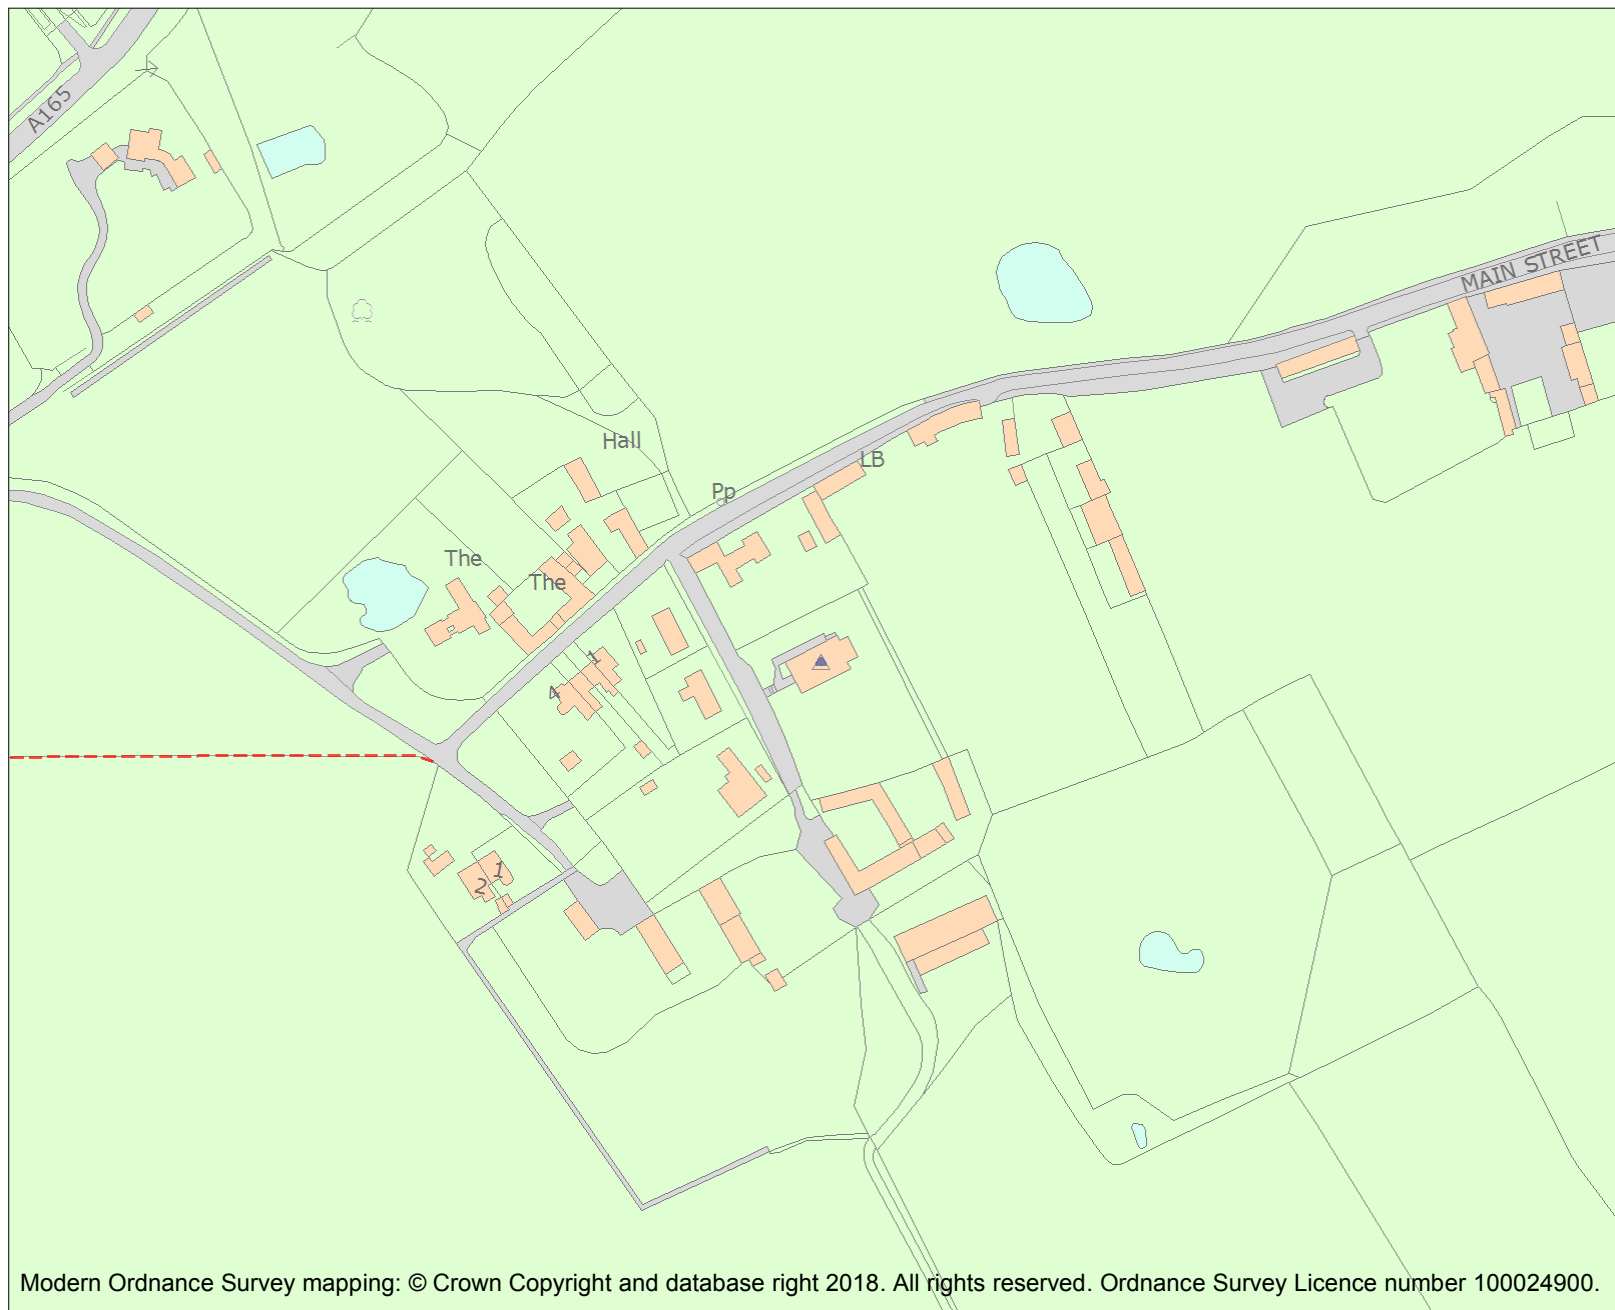 A165
MAIN STREET
Hall
LB
Pp
The
The
1
4
1
2
Modern Ordnance Survey mapping: © Crown Copyright and database right 2018. All rights reserved. Ordnance Survey Licence number 100024900.